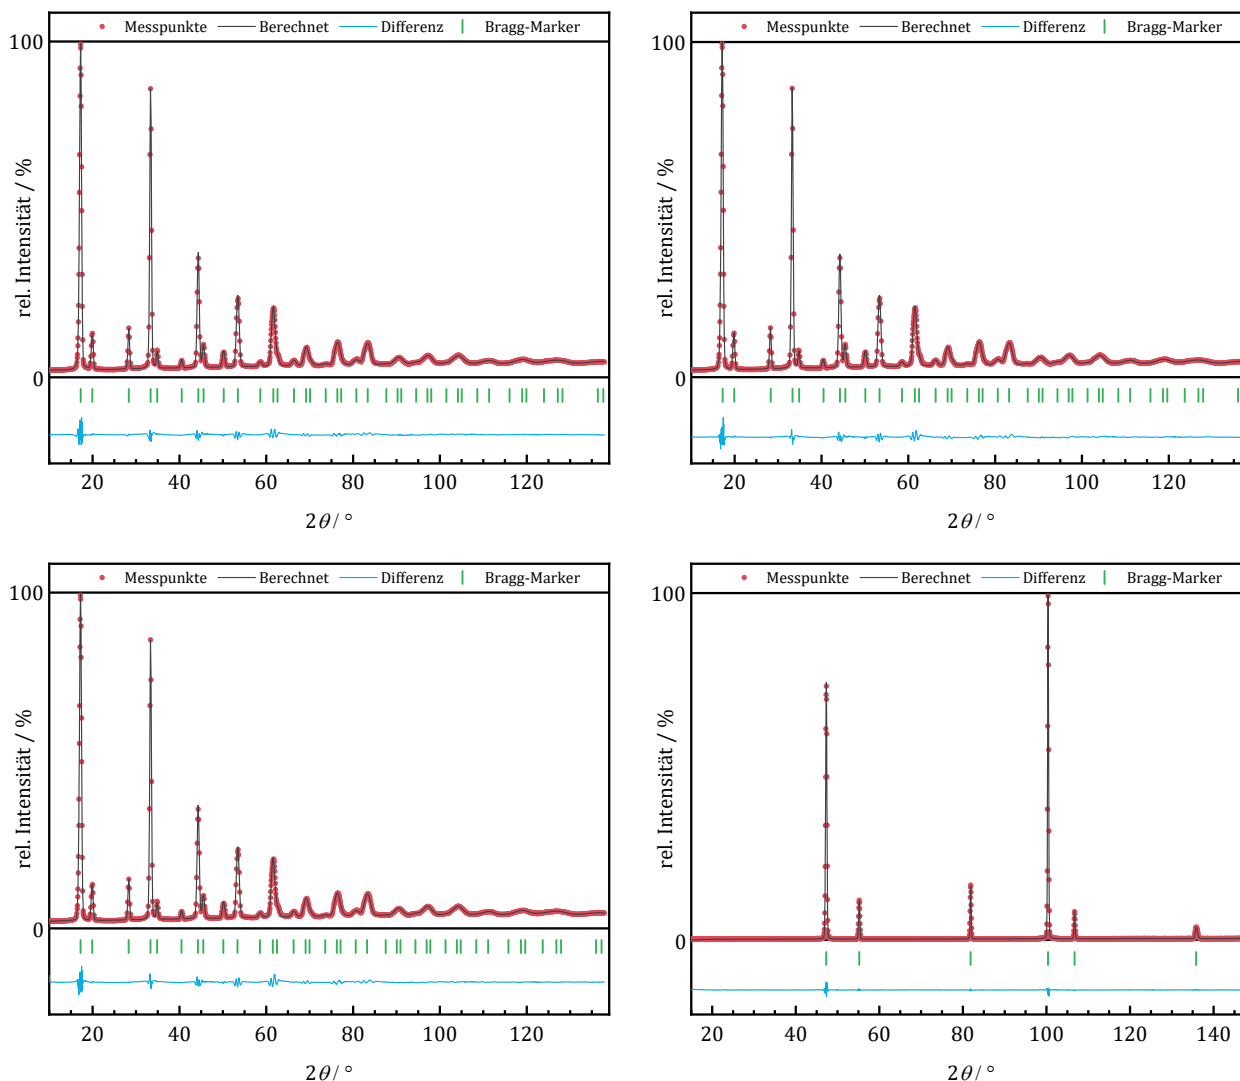 Messpunkte Berechnet Differenz Bragg-Marker
100
rel. Intensität / %
0
20 40 60 80 100 120
2θ / °
Messpunkte Berechnet Differenz Bragg-Marker
100
rel. Intensität / %
0
20 40 60 80 100 120
2θ / °
Messpunkte Berechnet Differenz Bragg-Marker
100
rel. Intensität / %
0
20 40 60 80 100 120
2θ / °
Messpunkte Berechnet Differenz Bragg-Marker
100
rel. Intensität / %
0
20 40 60 80 100 120 140
2θ / °